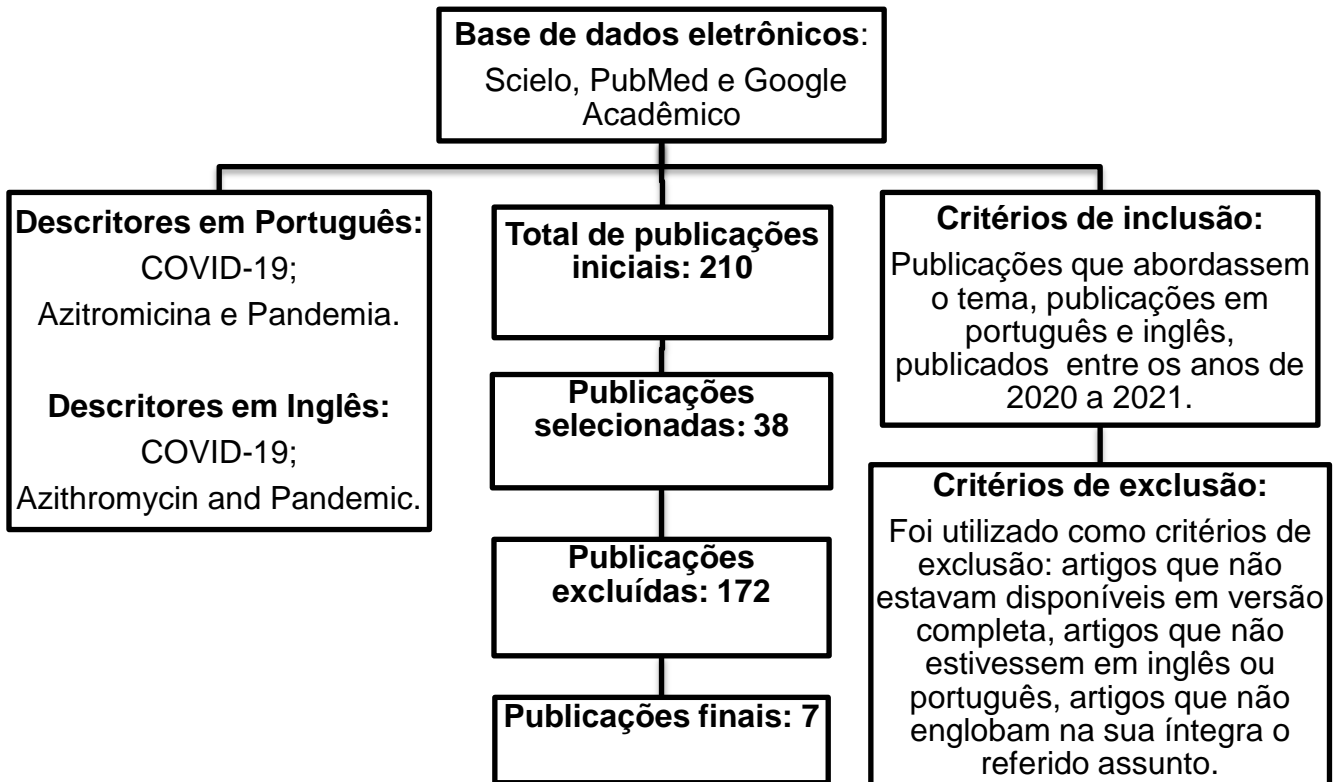 Base de dados eletrônicos:
Scielo, PubMed e Google
Acadêmico
Descritores em Português:
COVID-19;
Azitromicina e Pandemia.
Descritores em Inglês:
COVID-19;
Azithromycin and Pandemic.
Total de publicações
iniciais: 210
Publicações
selecionadas: 38
Publicações
excluídas: 172
Publicações finais: 7
Critérios de inclusão:
Publicações que abordassem
o tema, publicações em
português e inglês,
publicados entre os anos de
2020 a 2021.
Critérios de exclusão:
Foi utilizado como critérios de
exclusão: artigos que não
estavam disponíveis em versão
completa, artigos que não
estivessem em inglês ou
português, artigos que não
englobam na sua íntegra o
referido assunto.